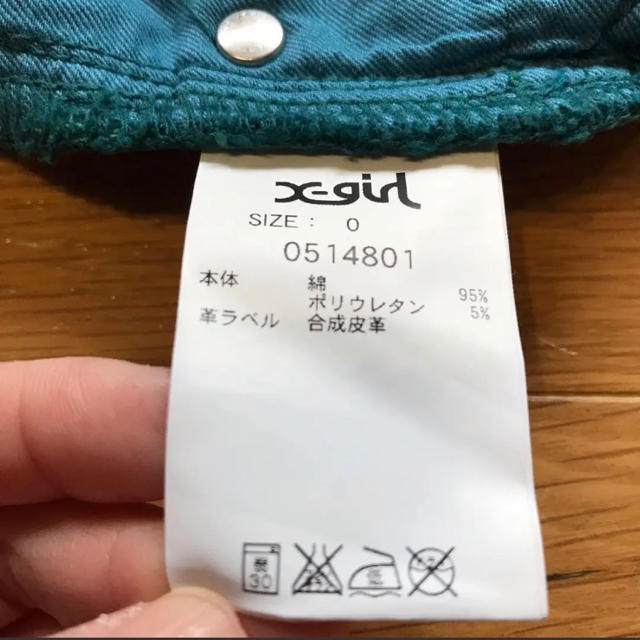 X-girl
SIZE： 0
0514801
本体 綿 95%
ポリウレタン 5%
革ラベル 合成皮革
30
低